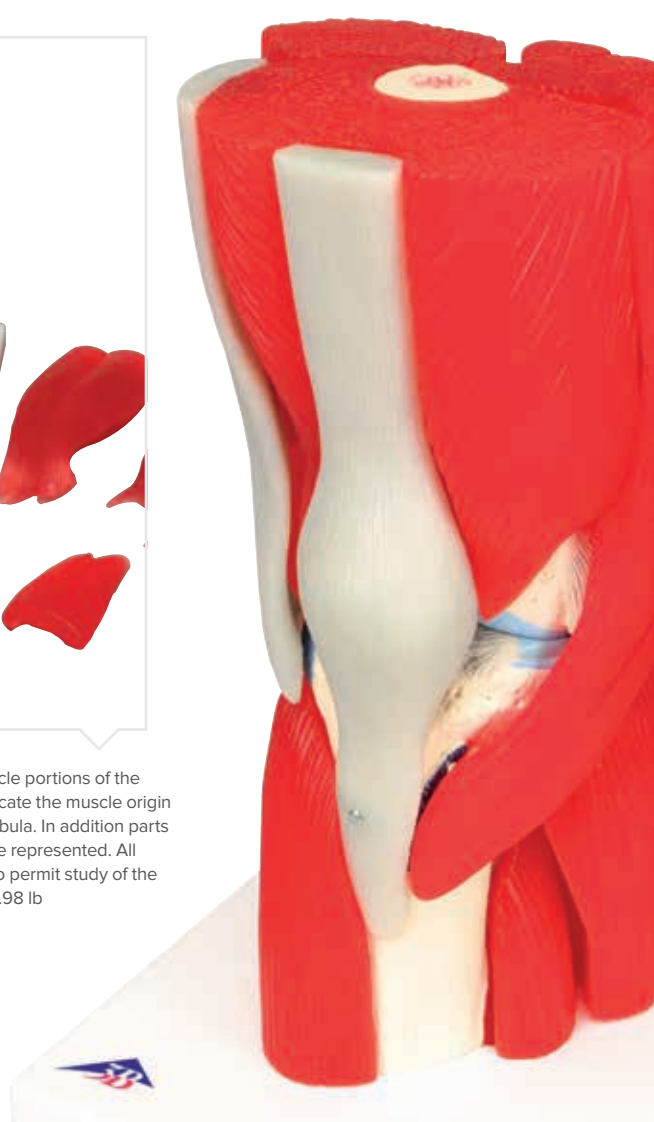 cle portions of the
cate the muscle origin
bula. In addition parts
e represented. All
o permit study of the
.98 lb